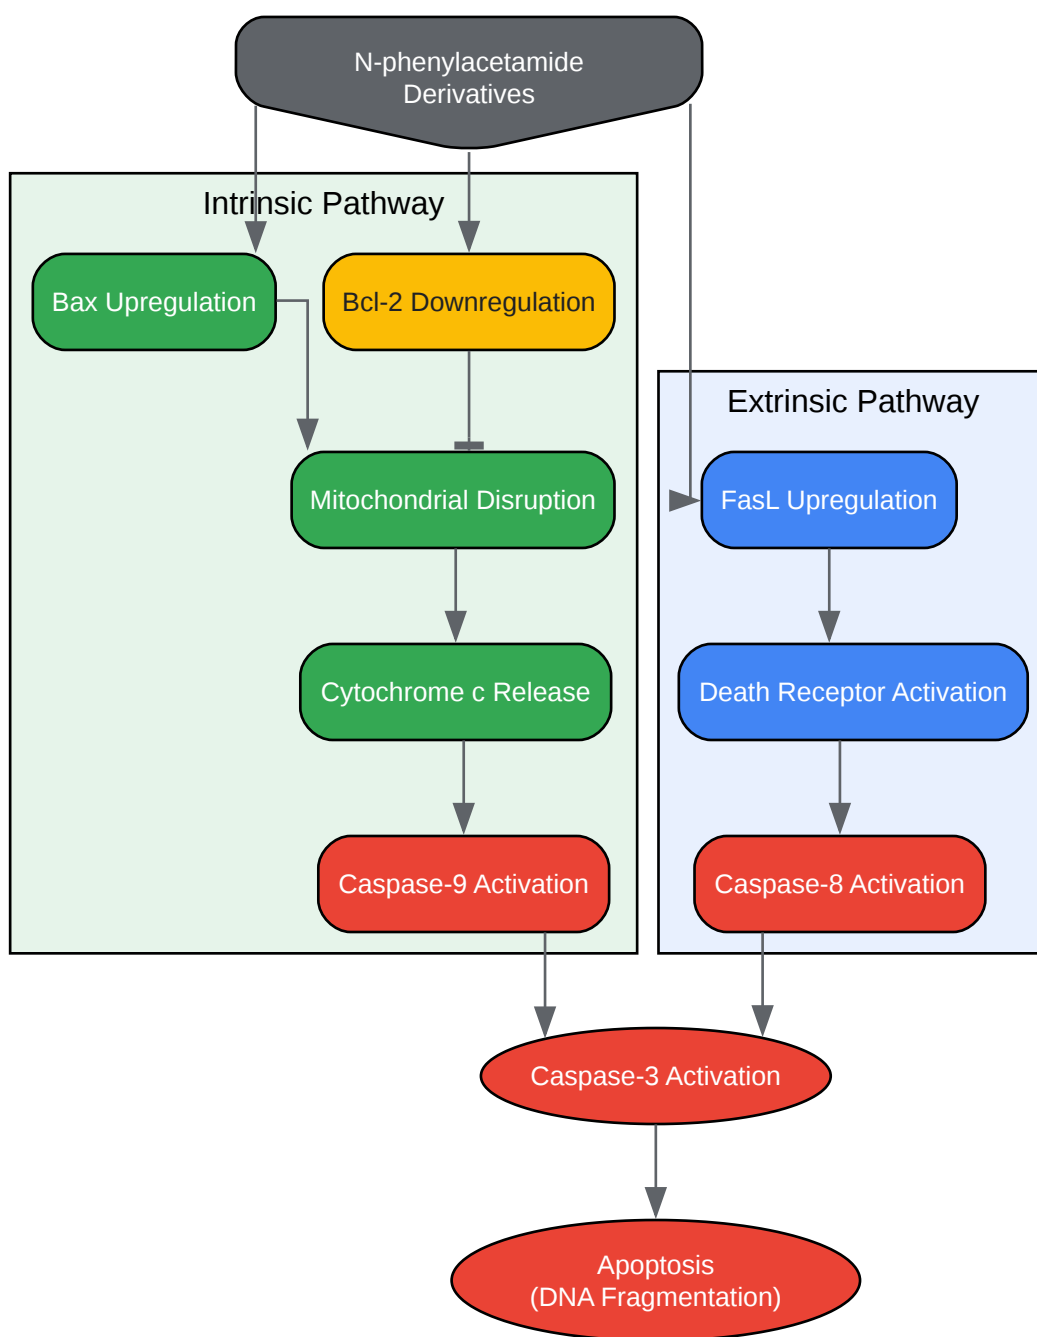 N-phenylacetamide
Derivatives
Intrinsic Pathway
Bax Upregulation
Bcl-2 Downregulation
Extrinsic Pathway
Mitochondrial Disruption
FasL Upregulation
Cytochrome c Release
Death Receptor Activation
Caspase-9 Activation
Caspase-8 Activation
Caspase-3 Activation
Apoptosis
(DNA Fragmentation)